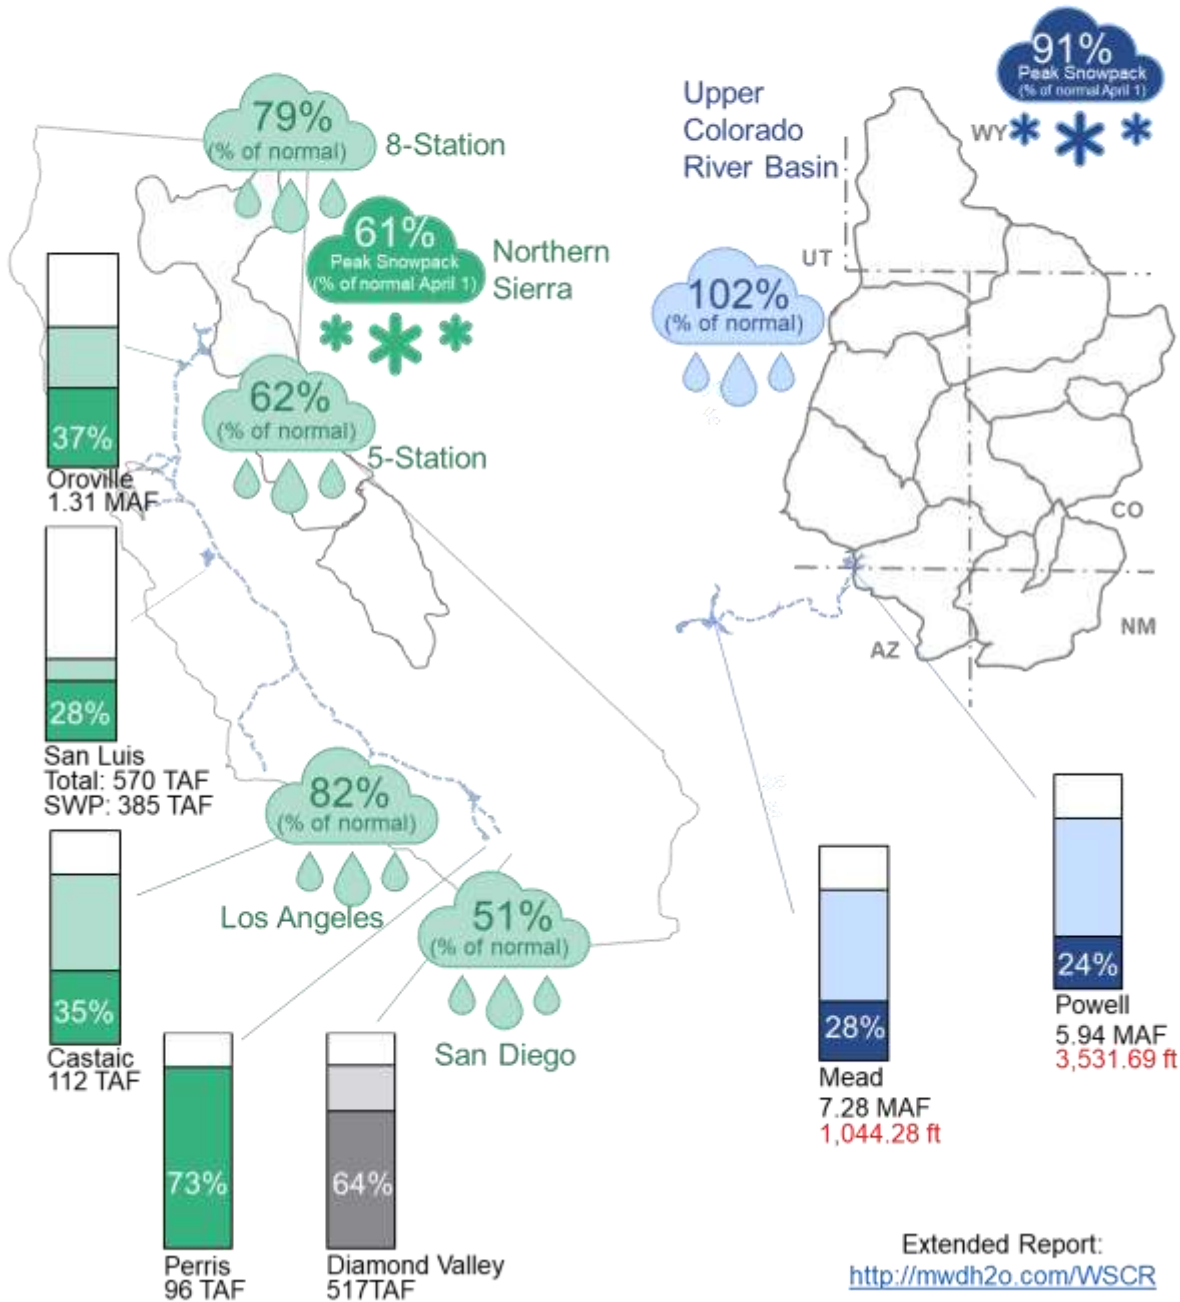 91%
Peak Snowpack
(% of normal April 1)
Upper
Colorado
River Basin
WY
79%
(% of normal)
8-Station
61%
Peak Snowpack
(% of normal April 1)
Northern
Sierra
UT
102%
(% of normal)
62%
(% of normal)
5-Station
37%
Oroville
1.31 MAF
CO
NM
AZ
28%
San Luis
Total: 570 TAF
SWP: 385 TAF
82%
(% of normal)
Los Angeles
51%
(% of normal)
San Diego
24%
Powell
5.94 MAF
3,531.69 ft
28%
Mead
7.28 MAF
1,044.28 ft
35%
Castaic
112 TAF
73%
Perris
96 TAF
64%
Diamond Valley
517TAF
Extended Report:
http://mwdh2o.com/WSCR